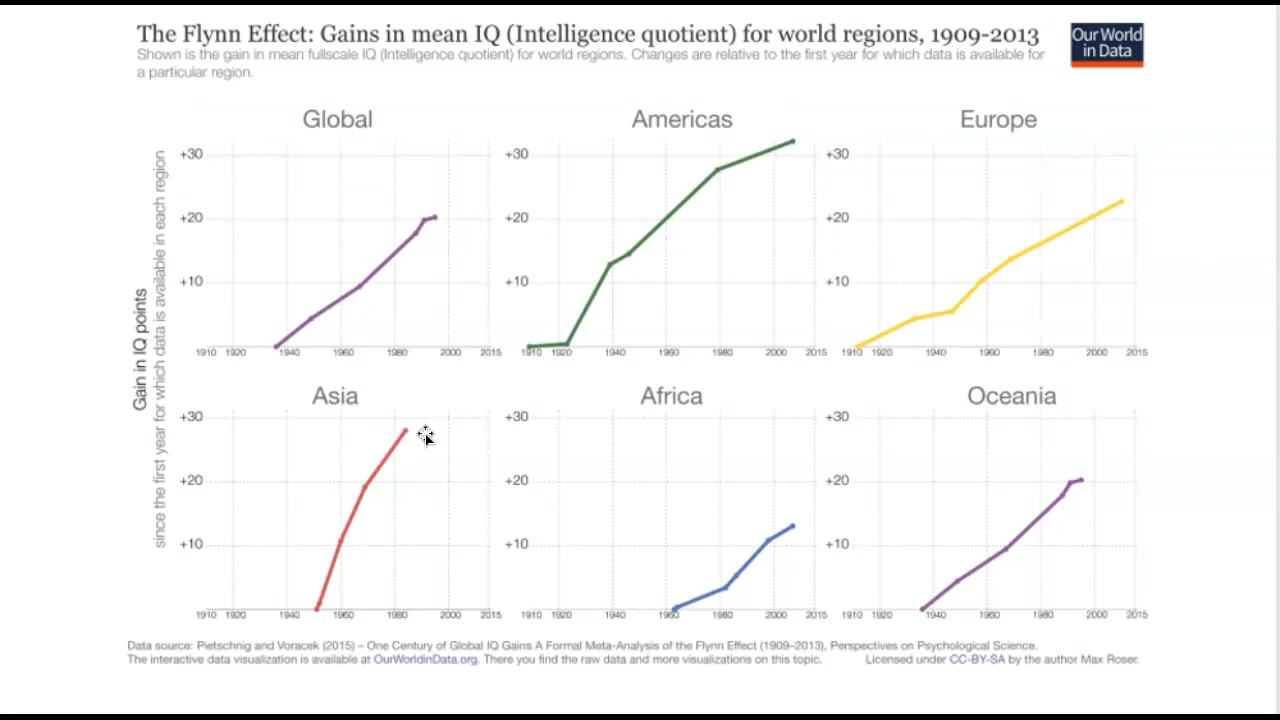 The Flynn Effect: Gains in mean IQ (Intelligence quotient) for world regions, 1909-2013
Shown is the gain in mean fullscale IQ (Intelligence quotient) for world regions. Changes are relative to the first year for which data is available for
a particular region.
Our World
in Data
Gain in IQ points
since the first year for which data is available in each region
Global
+30
+20
+10
1910 1920 1940 1960 1980 2000 2015
Americas
+30
+20
+10
1910 1920 1940 1960 1980 2000 2015
Europe
+30
+20
+10
1910 1920 1940 1960 1980 2000 2015
Asia
+30
+20
+10
1910 1920 1940 1960 1980 2000 2015
Africa
+30
+20
+10
1910 1920 1940 1960 1980 2000 2015
Oceania
+30
+20
+10
1910 1920 1940 1960 1980 2000 2015
Data source: Pietschnig and Voracek (2015) – One Century of Global IQ Gains A Formal Meta-Analysis of the Flynn Effect (1909–2013), Perspectives on Psychological Science.
The interactive data visualization is available at OurWorldinData.org. There you find the raw data and more visualizations on this topic.
Licensed under CC-BY-SA by the author Max Roser.